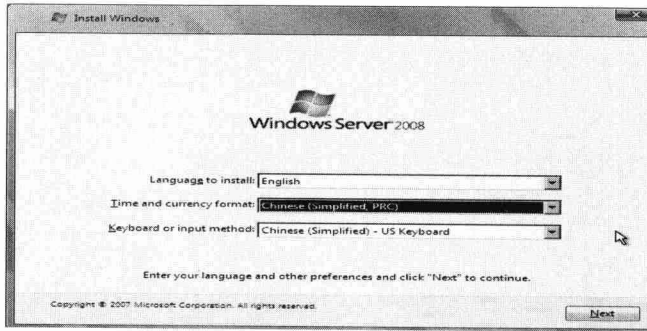 Install Windows
Windows Server 2008
Language to install: English
Time and currency format: Chinese (Simplified, PRC)
Keyboard or input method: Chinese (Simplified) - US Keyboard
Enter your language and other preferences and click "Next" to continue.
Copyright © 2007 Microsoft Corporation. All rights reserved.
Next